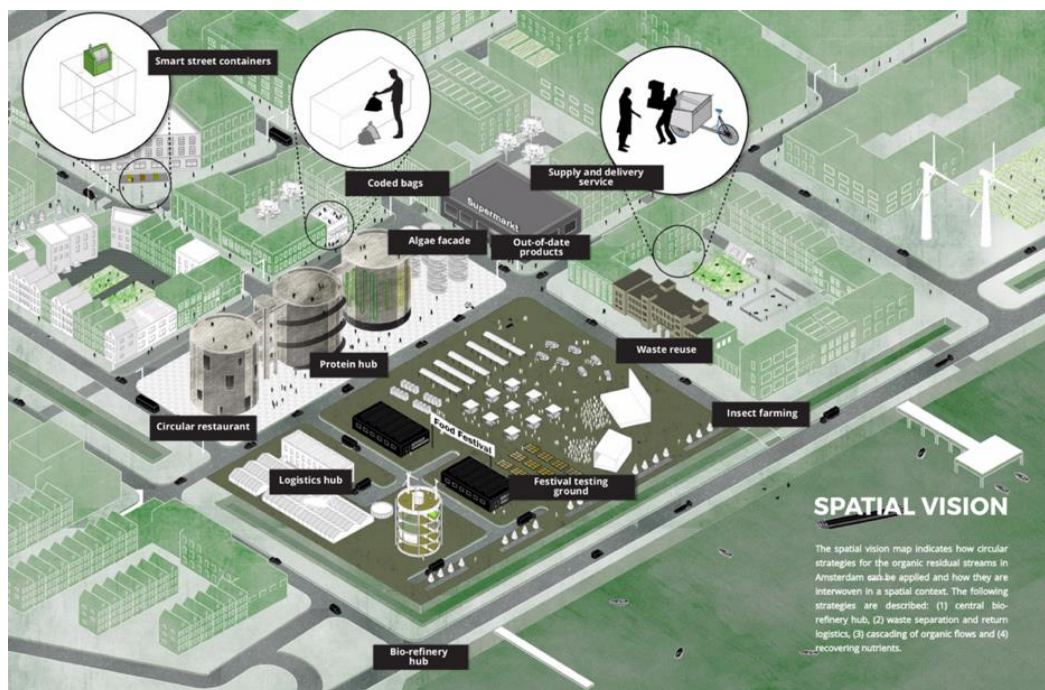 Smart street containers
Coded bags
Supply and delivery
service
Supermarkt
Algae facade
Out-of-date
products
Protein hub
Waste reuse
Circular restaurant
Insect farming
Food Festival
Logistics hub
Festival testing
ground
Bio-refinery
hub
SPATIAL VISION
The spatial vision map indicates how circular
strategies for the organic residual streams in
Amsterdam can be applied and how they are
interwoven in a spatial context. The following
strategies are described: (1) central bio-
refinery hub, (2) waste separation and return
logistics, (3) cascading of organic flows and (4)
recovering nutrients.